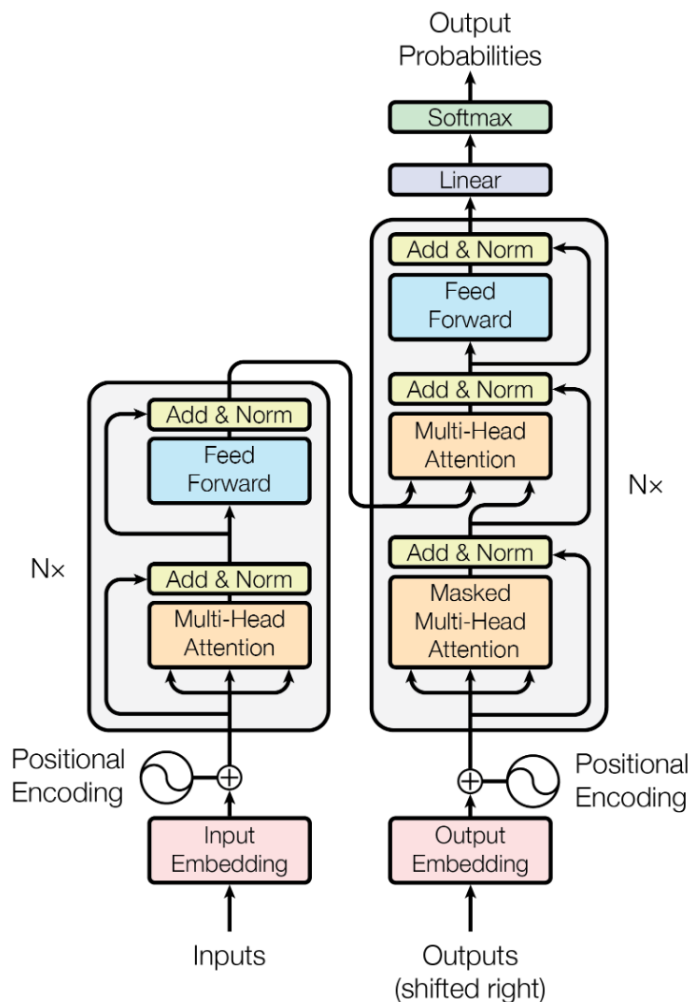 Output
Probabilities
Softmax
Linear
Add & Norm
Feed
Forward
Add & Norm
Multi-Head
Attention
Nx
Add & Norm
Masked
Multi-Head
Attention
Add & Norm
Feed
Forward
Nx
Add & Norm
Multi-Head
Attention
Positional
Encoding
Positional
Encoding
Input
Embedding
Output
Embedding
Inputs
Outputs
(shifted right)